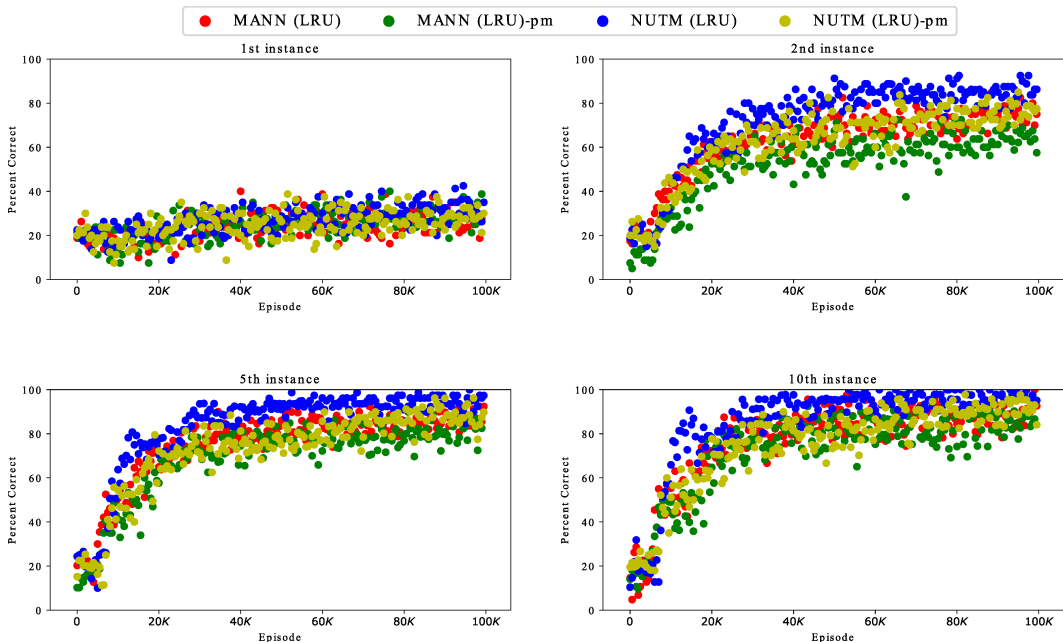 MANN (LRU) MANN (LRU)-pm NUTM (LRU) NUTM (LRU)-pm
1st instance
Percent Correct
100
80
60
40
20
0
0 20K 40K 60K 80K 100K
Episode
2nd instance
Percent Correct
100
80
60
40
20
0
0 20K 40K 60K 80K 100K
Episode
5th instance
Percent Correct
100
80
60
40
20
0
0 20K 40K 60K 80K 100K
Episode
10th instance
Percent Correct
100
80
60
40
20
0
0 20K 40K 60K 80K 100K
Episode